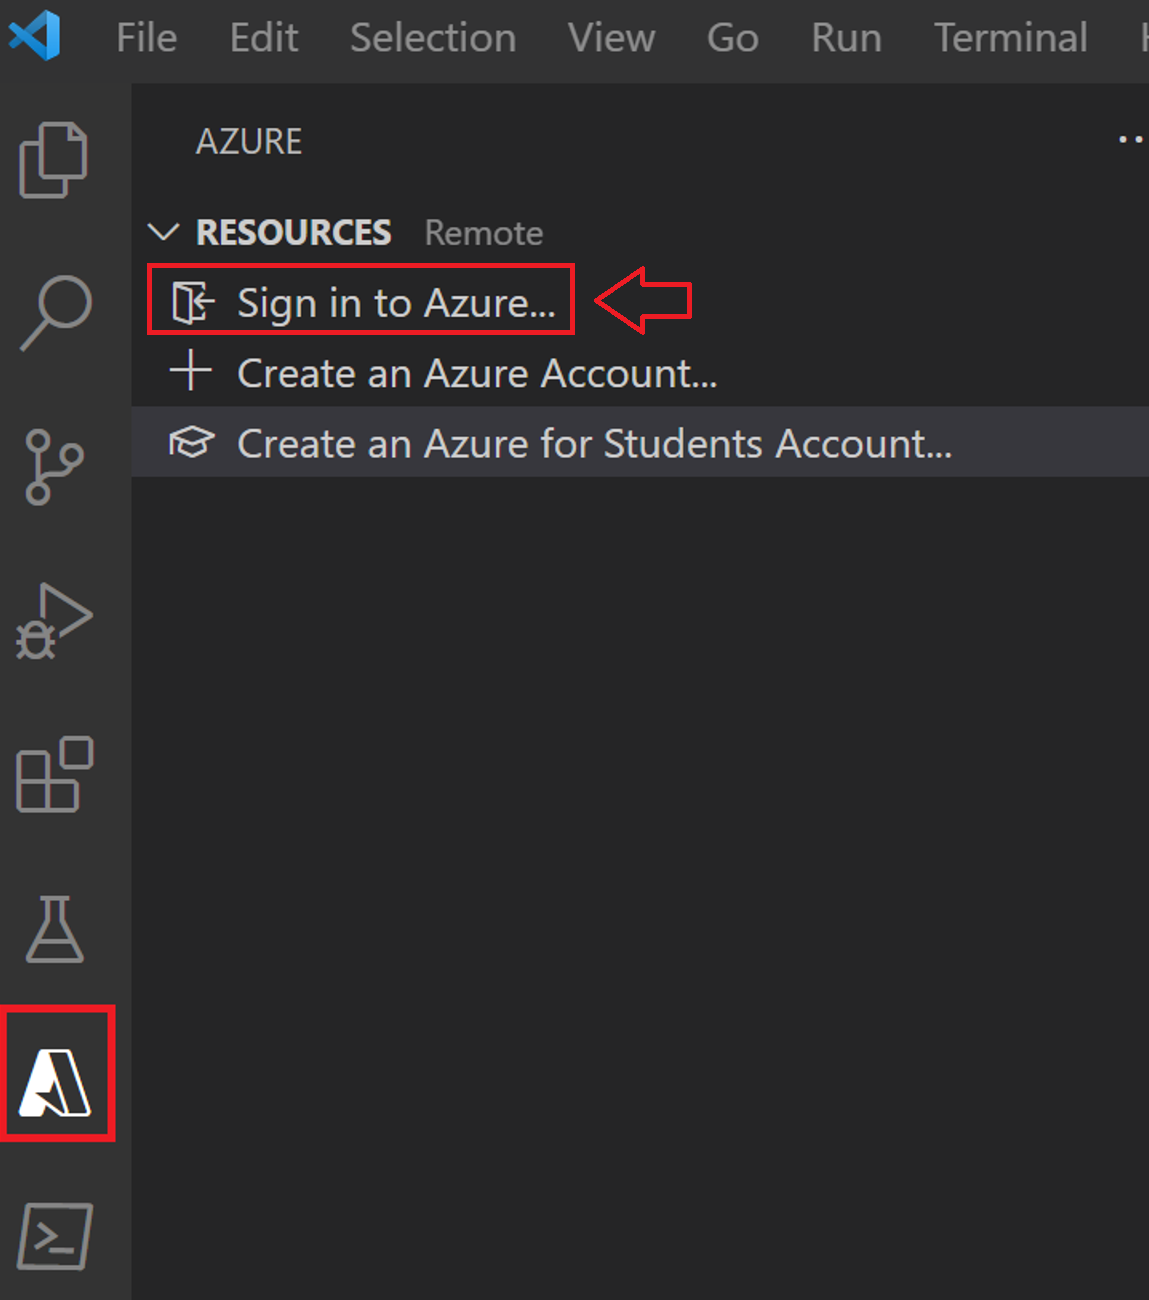 File Edit Selection View Go Run Terminal
AZURE
RESOURCES Remote
Sign in to Azure...
Create an Azure Account...
Create an Azure for Students Account...